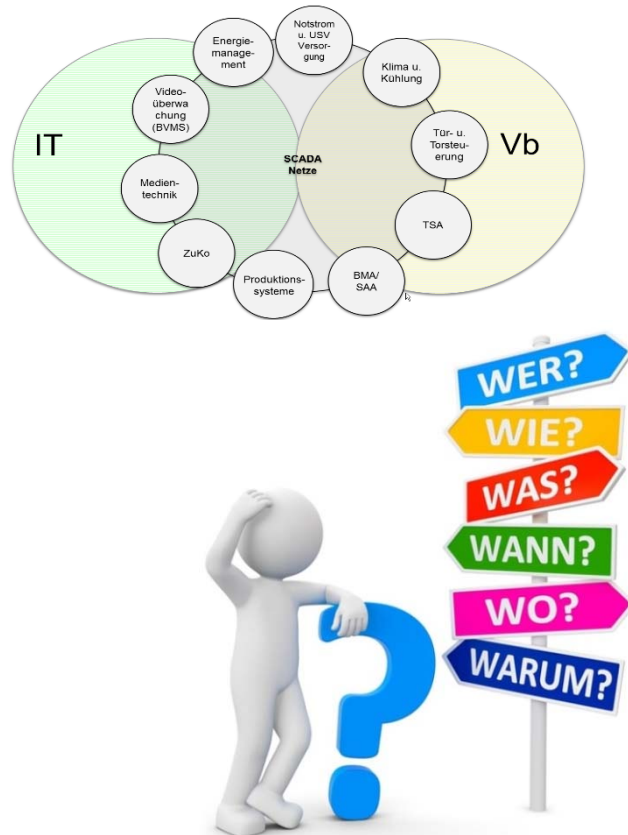 Notstrom
u. USV
Versor-
gung
Energie-
manage-
ment
Klima u.
Kühlung
Video-
überwa
chung
(BVMS)
Tür- u.
Torsteu-
erung
IT
SCADA
Netze
Vb
Medien-
technik
TSA
ZuKo
Produktions-
systeme
BMA/
SAA
WER?
WIE?
WAS?
WANN?
WO?
WARUM?